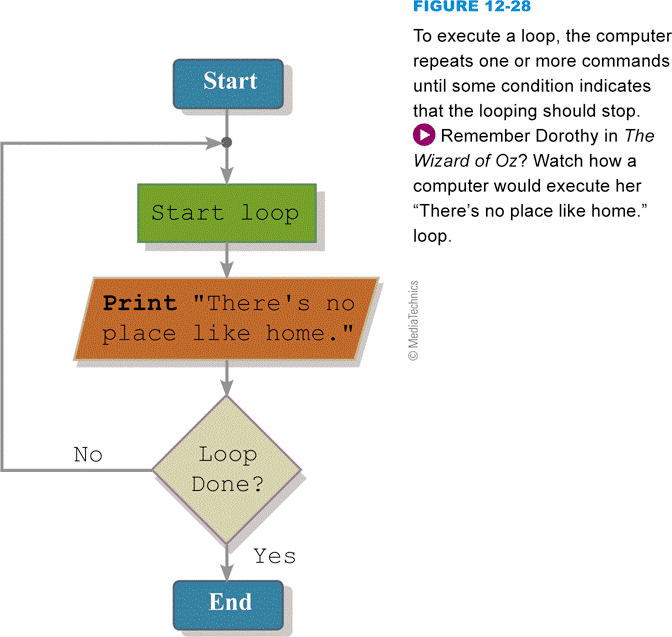 FIGURE 12-28
To execute a loop, the computer
repeats one or more commands
until some condition indicates
that the looping should stop.
Remember Dorothy in The
Wizard of Oz? Watch how a
computer would execute her
“There’s no place like home.”
loop.
© MediaTechnics
Start
Start loop
Print "There's no
place like home."
Loop
Done?
No
Yes
End